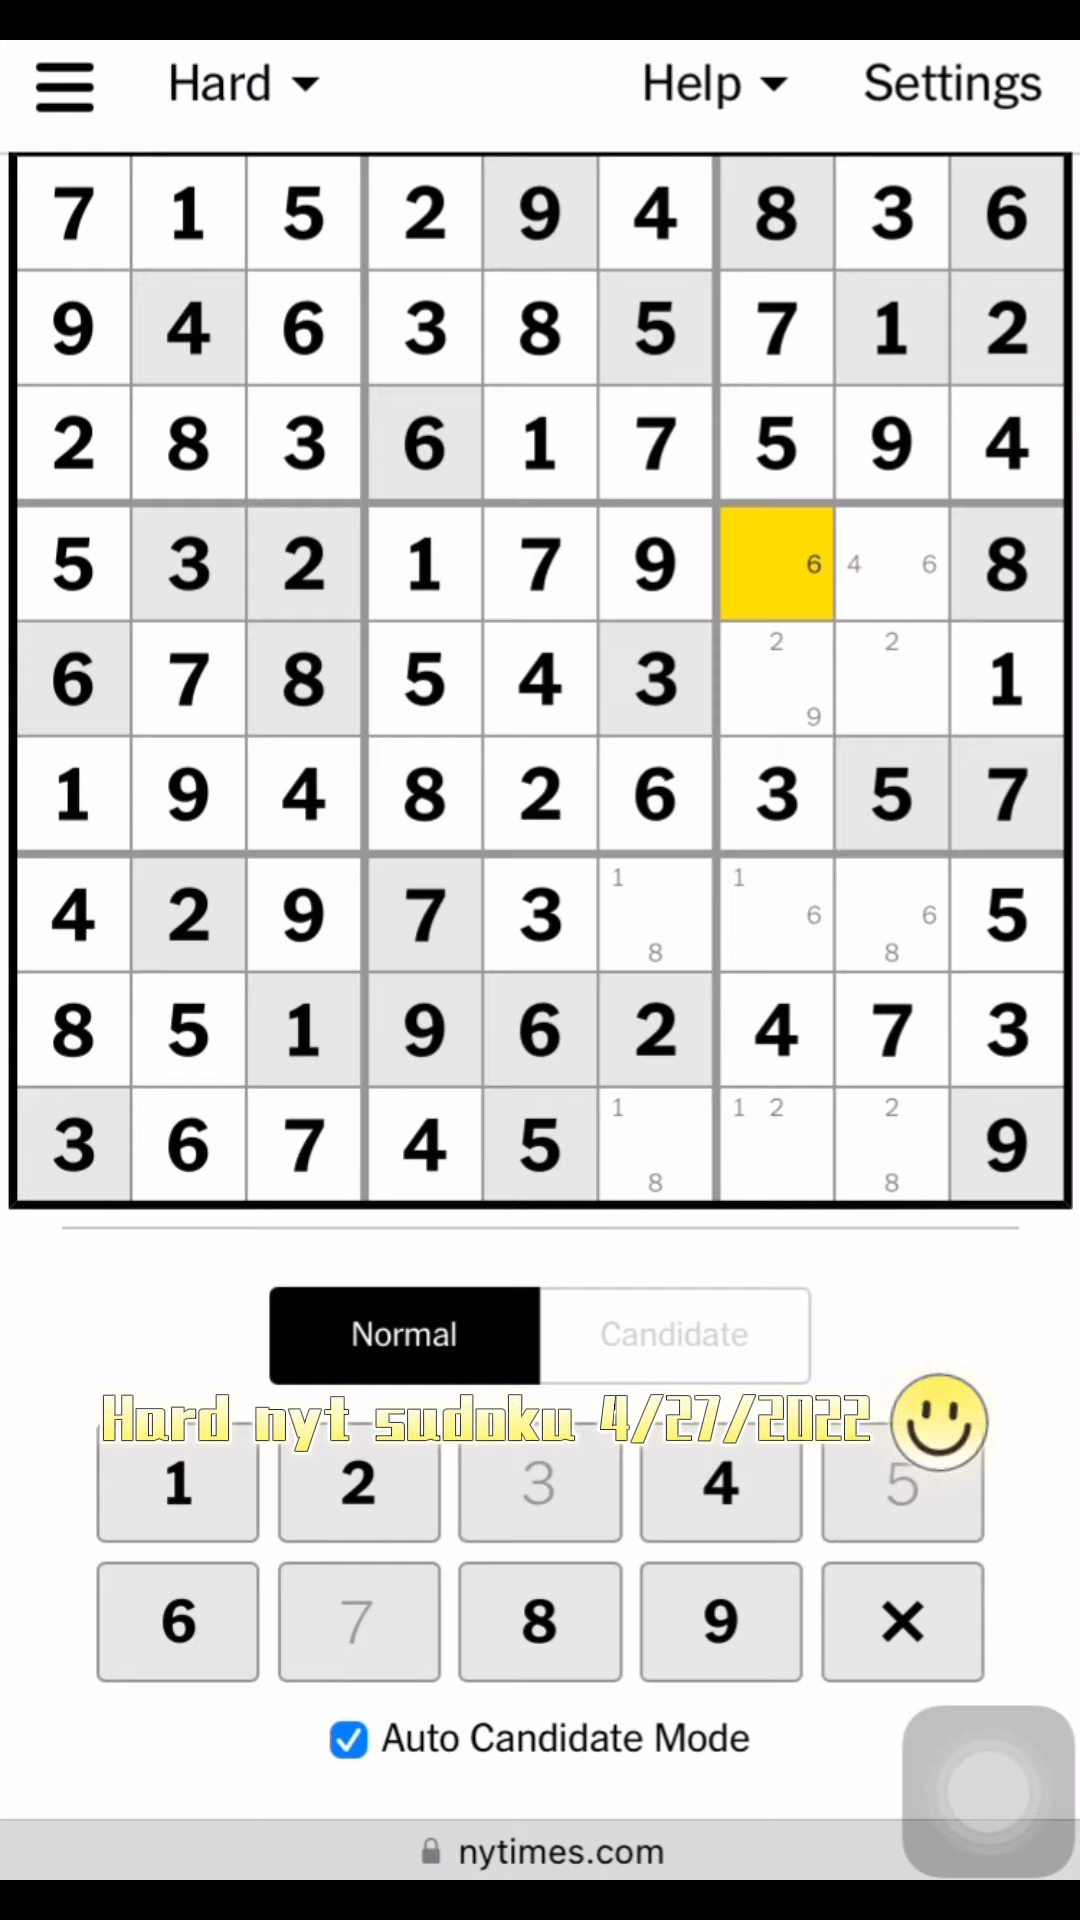 Hard Help Settings
7 1 5 2 9 4 8 3 6
9 4 6 3 8 5 7 1 2
2 8 3 6 1 7 5 9 4
5 3 2 1 7 9 6 4 6 8
2 2
6 7 8 5 4 3 1
9
1 9 4 8 2 6 3 5 7
1 1
4 2 9 7 3 6 6 5
8 8
8 5 1 9 6 2 4 7 3
1 1 2 2
3 6 7 4 5 9
8 8
Normal Candidate
Hard nyt sudoku 4/27/2022
1 2 3 4 5
6 7 8 9 ×
Auto Candidate Mode
nytimes.com